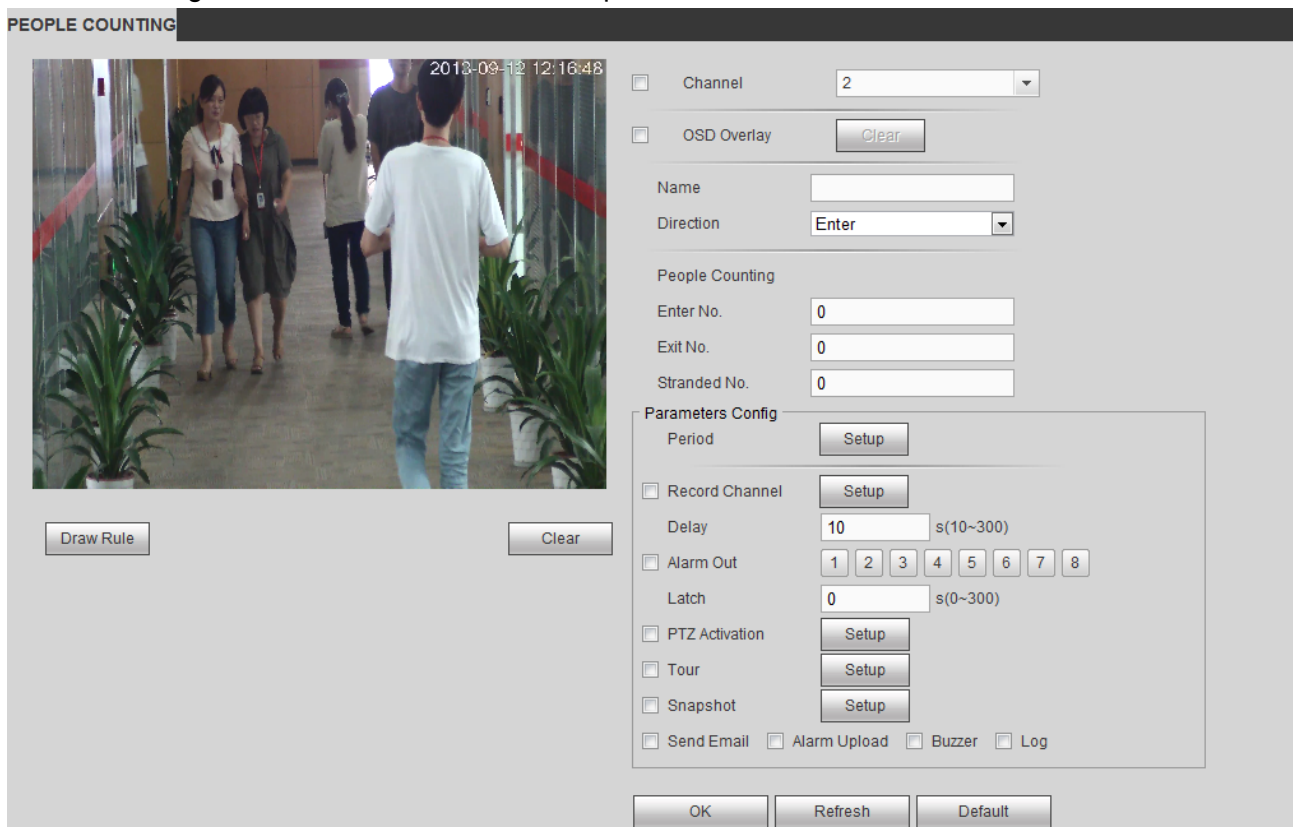 PEOPLE COUNTING
2013-09-12 12:16:48
Draw Rule
Clear
Channel 2
OSD Overlay Clear
Name
Direction Enter
People Counting
Enter No. 0
Exit No. 0
Stranded No. 0
Parameters Config
Period Setup
Record Channel Setup
Delay 10 s(10~300)
Alarm Out 1 2 3 4 5 6 7 8
Latch 0 s(0~300)
PTZ Activation Setup
Tour Setup
Snapshot Setup
Send Email Alarm Upload Buzzer Log
OK Refresh Default